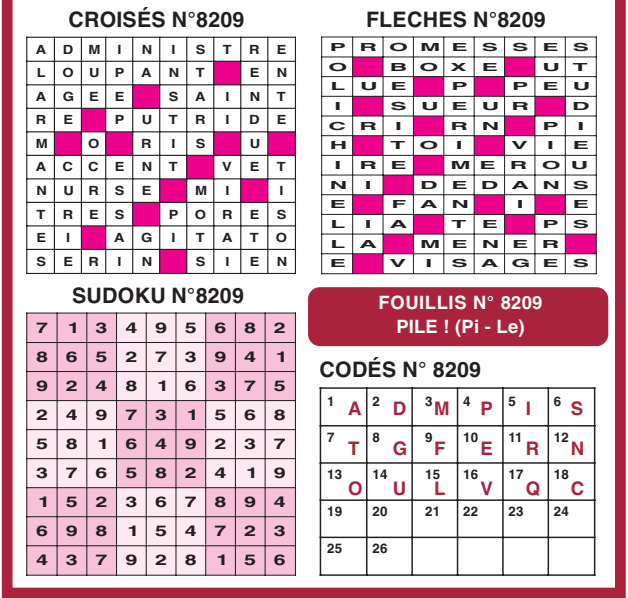 CROISÉS N°8209
A D M I N I S T R E
L O U P A N T E N
A G E E S A I N T
R E P U T R I D E
M O R I S U
A C C E N T V E T
N U R S E M I I
T R E S P O R E S
E I A G I T A T O
S E R I N S I E N
FLECHES N°8209
P R O M E S S E S
O B O X E U T
L U E P P E U
I S U E U R D
C R I R N P I
H T O I V I E
I R E M E R O U
N I D E D A N S
E F A N I E
L I A T E P S
L A M E N E R
E V I S A G E S
SUDOKU N°8209
7 1 3 4 9 5 6 8 2
8 6 5 2 7 3 9 4 1
9 2 4 8 1 6 3 7 5
2 4 9 7 3 1 5 6 8
5 8 1 6 4 9 2 3 7
3 7 6 5 8 2 4 1 9
1 5 2 3 6 7 8 9 4
6 9 8 1 5 4 7 2 3
4 3 7 9 2 8 1 5 6
FOUILLIS N° 8209
PILE ! (Pi - Le)
CODÉS N° 8209
1 A 2 D 3 M 4 P 5 I 6 S
7 T 8 G 9 F 10 E 11 R 12 N
13 O 14 U 15 L 16 V 17 Q 18 C
19 20 21 22 23 24
25 26